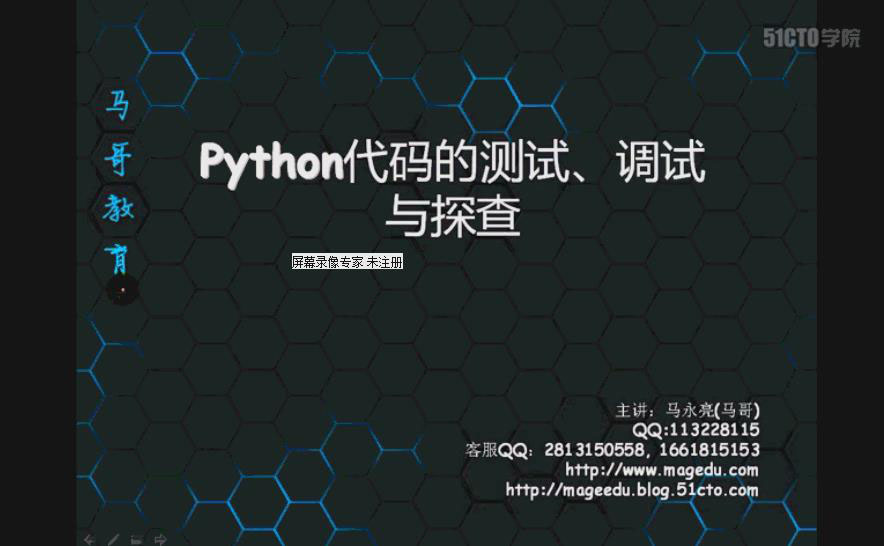 51CTO学院
马
哥
教
育
Python代码的测试、调试
与探查
屏幕录像专家 未注册
主讲：马永亮(马哥)
QQ:113228115
客服QQ：2813150558, 1661815153
http://www.magedu.com
http://mageedu.blog.51cto.com